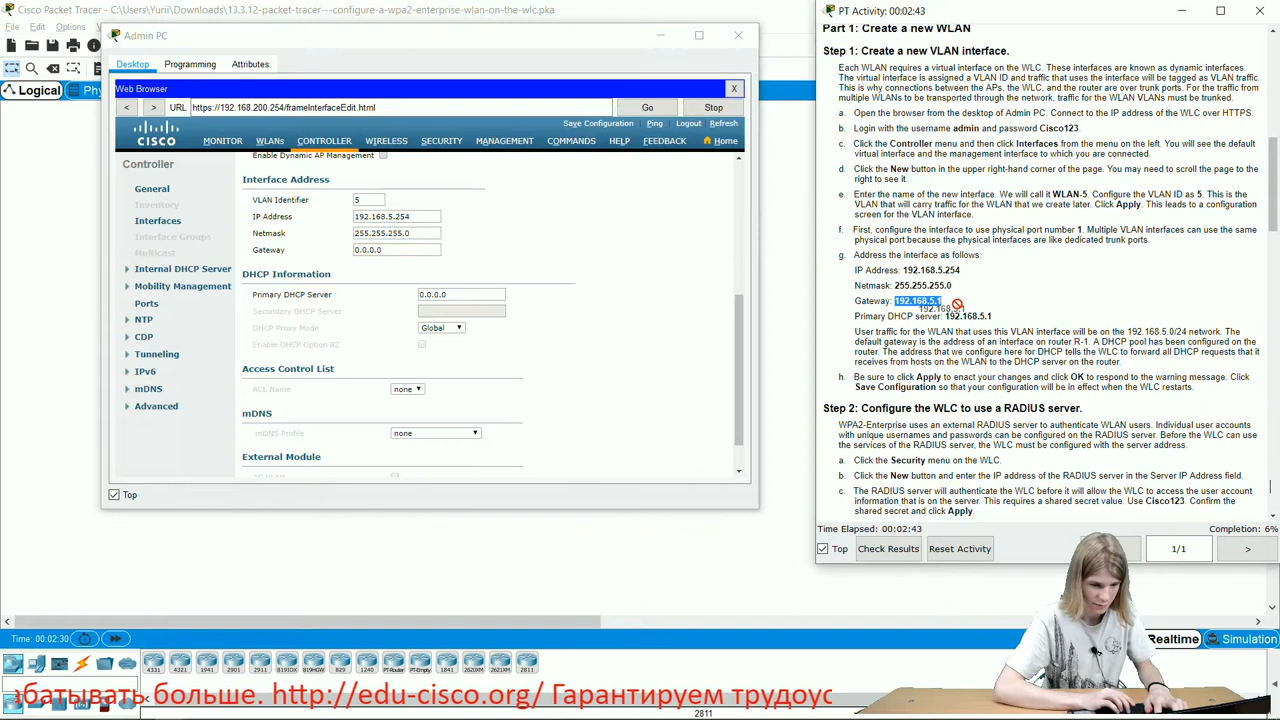 Cisco Packet Tracer - C:\Users\Yurii\Downloads\13.3.12-packet-tracer---configure-a-wpa2-enterprise-wlan-on-the-wlc.pka
File Edit Options
Logical
Admin PC
Desktop Programming Attributes
Web Browser X
< > URL https://192.168.200.254/frameInterfaceEdit.html Go Stop
Save Configuration Ping Logout Refresh
CISCO MONITOR WLANs CONTROLLER WIRELESS SECURITY MANAGEMENT COMMANDS HELP FEEDBACK Home
Controller
General
Inventory
Interfaces
Interface Groups
Multicast
Internal DHCP Server
Mobility Management
Ports
NTP
CDP
Tunneling
IPv6
mDNS
Advanced
Enable Dynamic AP Management
Interface Address
VLAN Identifier 5
IP Address 192.168.5.254
Netmask 255.255.255.0
Gateway 0.0.0.0
DHCP Information
Primary DHCP Server 0.0.0.0
Secondary DHCP Server
DHCP Proxy Mode Global
Enable DHCP Option 82
Access Control List
ACL Name none
mDNS
mDNS Profile none
External Module
Top
PT Activity: 00:02:43
Part 1: Create a new WLAN
Step 1: Create a new VLAN interface.
Each WLAN requires a virtual interface on the WLC. These interfaces are known as dynamic interfaces.
The virtual interface is assigned a VLAN ID and traffic that uses the interface will be tagged as VLAN traffic.
This is why connections between the APs, the WLC, and the router are over trunk ports. For the traffic
from multiple WLANs to be transported through the network, traffic for the WLAN VLANs must be trunked.
a. Open the browser from the desktop of Admin PC. Connect to the IP address of the WLC over HTTPS.
b. Login with the username admin and password Cisco123.
c. Click the Controller menu and then click Interfaces from the menu on the left. You will see the default
virtual interface and the management interface to which you are connected.
d. Click the New button in the upper right-hand corner of the page. You may need to scroll the page to the
right to see it.
e. Enter the name of the new interface. We will call it WLAN-5. Configure the VLAN ID as 5. This is the
VLAN that will carry traffic for the WLAN that we create later. Click Apply. This leads to a configuration
screen for the VLAN interface.
f. First, configure the interface to use physical port number 1. Multiple VLAN interfaces can use the same
physical port because the physical interfaces are like dedicated trunk ports.
g. Address the interface as follows:
IP Address: 192.168.5.254
Netmask: 255.255.255.0
Gateway: 192.168.5.1
192.168.5.1
Primary DHCP server: 192.168.5.1
User traffic for the WLAN that uses this VLAN interface will be on the 192.168.5.0/24 network. The
default gateway is the address of an interface on router R-1. A DHCP pool has been configured on the
router. The address that we configure here for DHCP tells the WLC to forward all DHCP requests that it
receives from hosts on the WLAN to the DHCP server on the router.
h. Be sure to click Apply to enact your changes and click OK to respond to the warning message. Click
Save Configuration so that your configuration will be in effect when the WLC restarts.
Step 2: Configure the WLC to use a RADIUS server.
WPA2-Enterprise uses an external RADIUS server to authenticate WLAN users. Individual user accounts
with unique usernames and passwords can be configured on the RADIUS server. Before the WLC can use
the services of the RADIUS server, the WLC must be configured with the server address.
a. Click the Security menu on the WLC.
b. Click the New button and enter the IP address of the RADIUS server in the Server IP Address field.
c. The RADIUS server will authenticate the WLC before it will allow the WLC to access the user account
information that is on the server. This requires a shared secret value. Use Cisco123. Confirm the
shared secret and click Apply.
Time Elapsed: 00:02:43 Completion: 6%
Top Check Results Reset Activity 1/1 >
Time: 00:02:30 Realtime Simulation
4331 4321 1941 2901 2911 819IOX 819HGW 829 1240 PT-Router PT-Empty 1841 2620XM 2621XM 2811
батывать больше. http://edu-cisco.org/ Гарантируем трудоус
2811